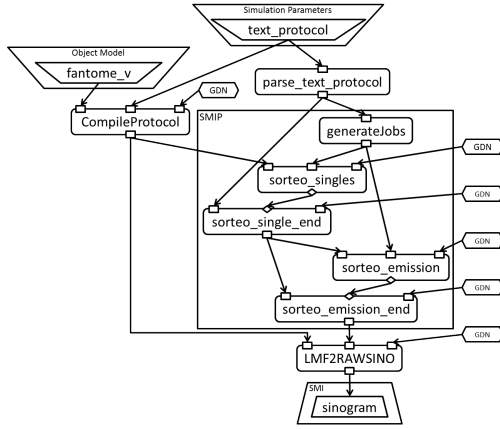 Simulation Parameters
text_protocol
Object Model
fantome_v
parse_text_protocol
GDN
CompileProtocol
SMIP
generateJobs
GDN
sorteo_singles
GDN
sorteo_single_end
GDN
sorteo_emission
GDN
sorteo_emission_end
GDN
LMF2RAWSINO
SMI
sinogram